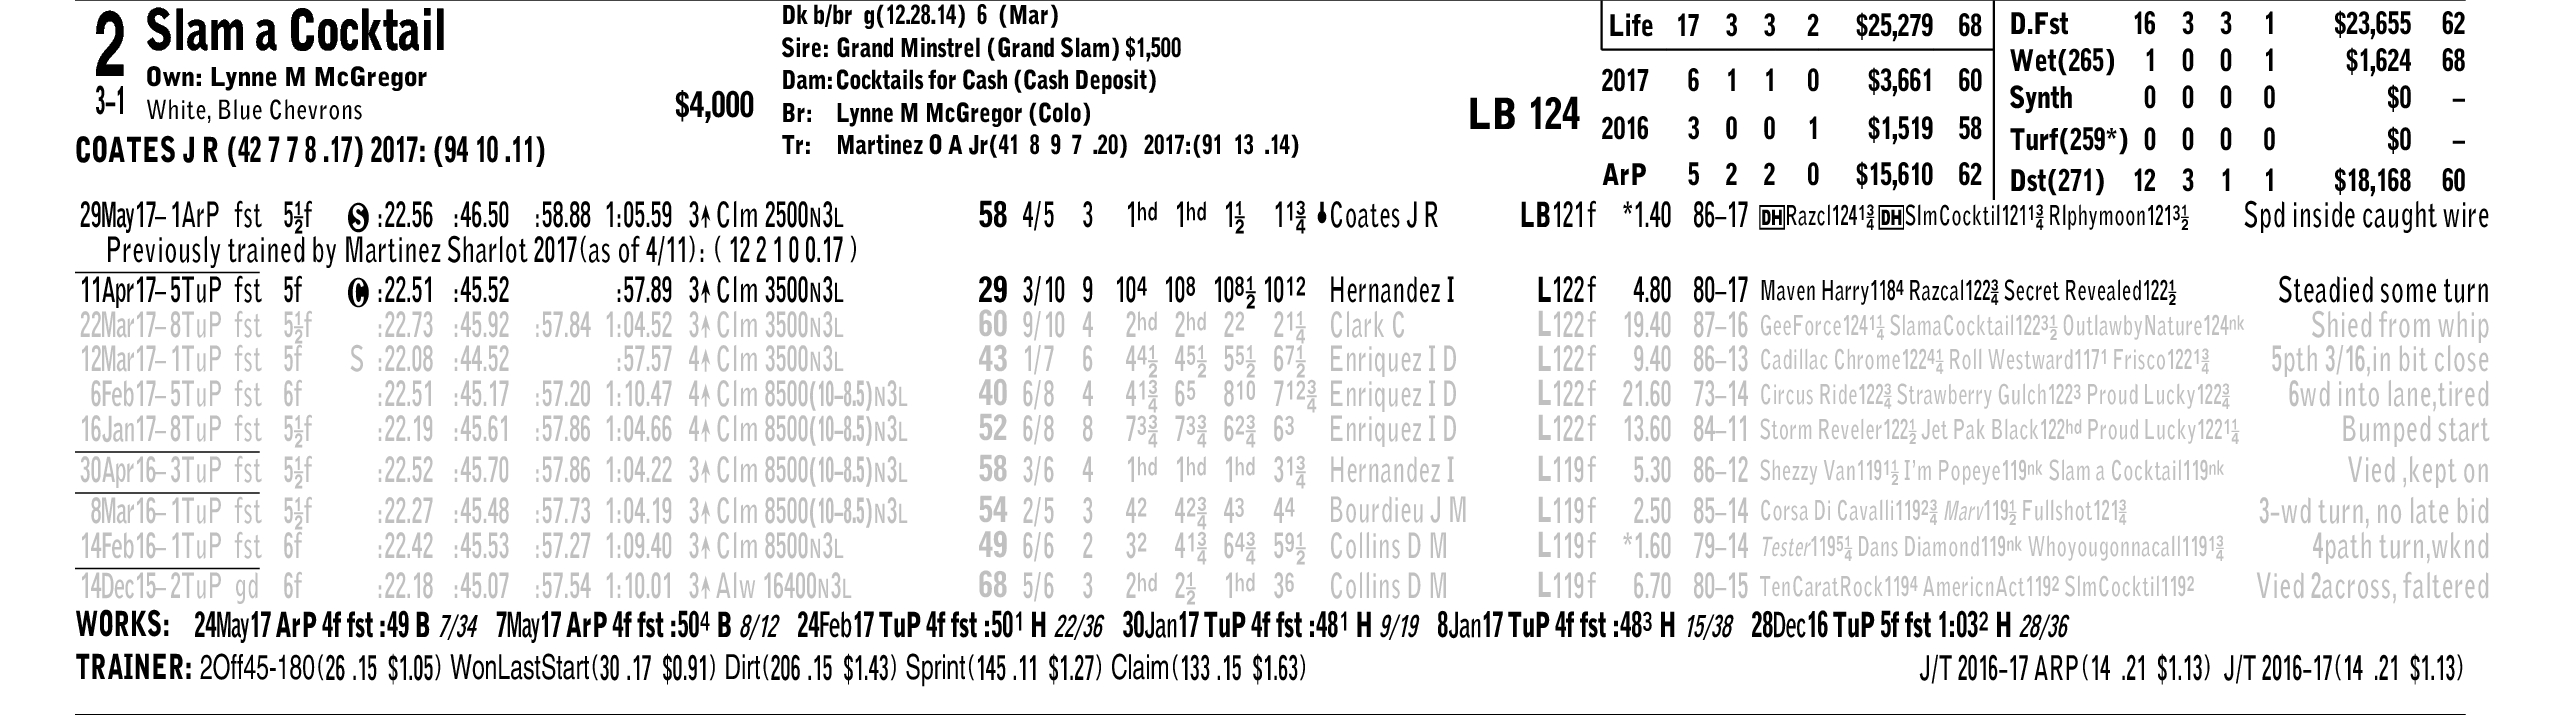 2 Slam a Cocktail
Own: Lynne M McGregor
3–1 White, Blue Chevrons
$4,000
COATES J R (42 7 7 8 .17) 2017: (94 10 .11)
Dk b/br g(12.28.14) 6 (Mar)
Sire: Grand Minstrel (Grand Slam) $1,500
Dam: Cocktails for Cash (Cash Deposit)
Br: Lynne M McGregor (Colo)
Tr: Martinez O A Jr(41 8 9 7 .20) 2017:(91 13 .14)
LB 124
Life 17 3 3 2 $25,279 68
2017 6 1 1 0 $3,661 60
2016 3 0 0 1 $1,519 58
ArP 5 2 2 0 $15,610 62
D.Fst 16 3 3 1 $23,655 62
Wet(265) 1 0 0 1 $1,624 68
Synth 0 0 0 0 $0 –
Turf(259*) 0 0 0 0 $0 –
Dst(271) 12 3 1 1 $18,168 60
29May17–1ArP fst 5½f Ⓢ :22.56 :46.50 :58.88 1:05.59 3↑ Clm 2500N3L 58 4/5 3 1hd 1hd 1½ 11¾ Coates J R LB121f *1.40 86–17 DH Razcl1241¾ DH SlmCocktil1211¾ Rlphymoon1213½ Spd inside caught wire
Previously trained by Martinez Sharlot 2017(as of 4/11): ( 12 2 1 0 0.17 )
11Apr17–5TuP fst 5f Ⓒ :22.51 :45.52 :57.89 3↑ Clm 3500N3L 29 3/10 9 104 108 108½ 1012 Hernandez I L122f 4.80 80–17 Maven Harry1184 Razcal122¾ Secret Revealed122½ Steadied some turn
22Mar17–8TuP fst 5½f :22.73 :45.92 :57.84 1:04.52 3↑ Clm 3500N3L 60 9/10 4 2hd 2hd 22 21¼ Clark C L122f 19.40 87–16 GeeForce1241¼ SlamaCocktail1223½ OutlawbyNature124nk Shied from whip
12Mar17–1TuP fst 5f S :22.08 :44.52 :57.57 4↑ Clm 3500N3L 43 1/7 6 44½ 45½ 55½ 67½ Enriquez I D L122f 9.40 86–13 Cadillac Chrome1224¼ Roll Westward1171 Frisco1221¾ 5pth 3/16,in bit close
6Feb17–5TuP fst 6f :22.51 :45.17 :57.20 1:10.47 4↑ Clm 8500(10–8.5)N3L 40 6/8 4 41¾ 65 810 712¾ Enriquez I D L122f 21.60 73–14 Circus Ride122¾ Strawberry Gulch1223 Proud Lucky122¾ 6wd into lane,tired
16Jan17–8TuP fst 5½f :22.19 :45.61 :57.86 1:04.66 4↑ Clm 8500(10–8.5)N3L 52 6/8 8 73¾ 73¾ 62¾ 63 Enriquez I D L122f 13.60 84–11 Storm Reveler122½ Jet Pak Black122hd Proud Lucky1221¼ Bumped start
30Apr16–3TuP fst 5½f :22.52 :45.70 :57.86 1:04.22 3↑ Clm 8500(10–8.5)N3L 58 3/6 4 1hd 1hd 1hd 31¾ Hernandez I L119f 5.30 86–12 Shezzy Van1191½ I'm Popeye119nk Slam a Cocktail119nk Vied ,kept on
8Mar16–1TuP fst 5½f :22.27 :45.48 :57.73 1:04.19 3↑ Clm 8500(10–8.5)N3L 54 2/5 3 42 42¾ 43 44 Bourdieu J M L119f 2.50 85–14 Corsa Di Cavalli1192¾ Marv119½ Fullshot121¾ 3–wd turn, no late bid
14Feb16–1TuP fst 6f :22.42 :45.53 :57.27 1:09.40 3↑ Clm 8500N3L 49 6/6 2 32 41¾ 64¾ 59½ Collins D M L119f *1.60 79–14 Tester1195¼ Dans Diamond119nk Whoyougonnacall1191¾ 4path turn,wknd
14Dec15–2TuP gd 6f :22.18 :45.07 :57.54 1:10.01 3↑ Alw 16400N3L 68 5/6 3 2hd 2½ 1hd 36 Collins D M L119f 6.70 80–15 TenCaratRock1194 AmericnAct1192 SlmCocktil1192 Vied 2across, faltered
WORKS: 24May17 ArP 4f fst :49 B 7/34 7May17 ArP 4f fst :504 B 8/12 24Feb17 TuP 4f fst :501 H 22/36 30Jan17 TuP 4f fst :481 H 9/19 8Jan17 TuP 4f fst :483 H 15/38 28Dec16 TuP 5f fst 1:032 H 28/36
TRAINER: 2Off45-180(26 .15 $1.05) WonLastStart(30 .17 $0.91) Dirt(206 .15 $1.43) Sprint(145 .11 $1.27) Claim(133 .15 $1.63) J/T 2016–17 ARP(14 .21 $1.13) J/T 2016–17(14 .21 $1.13)